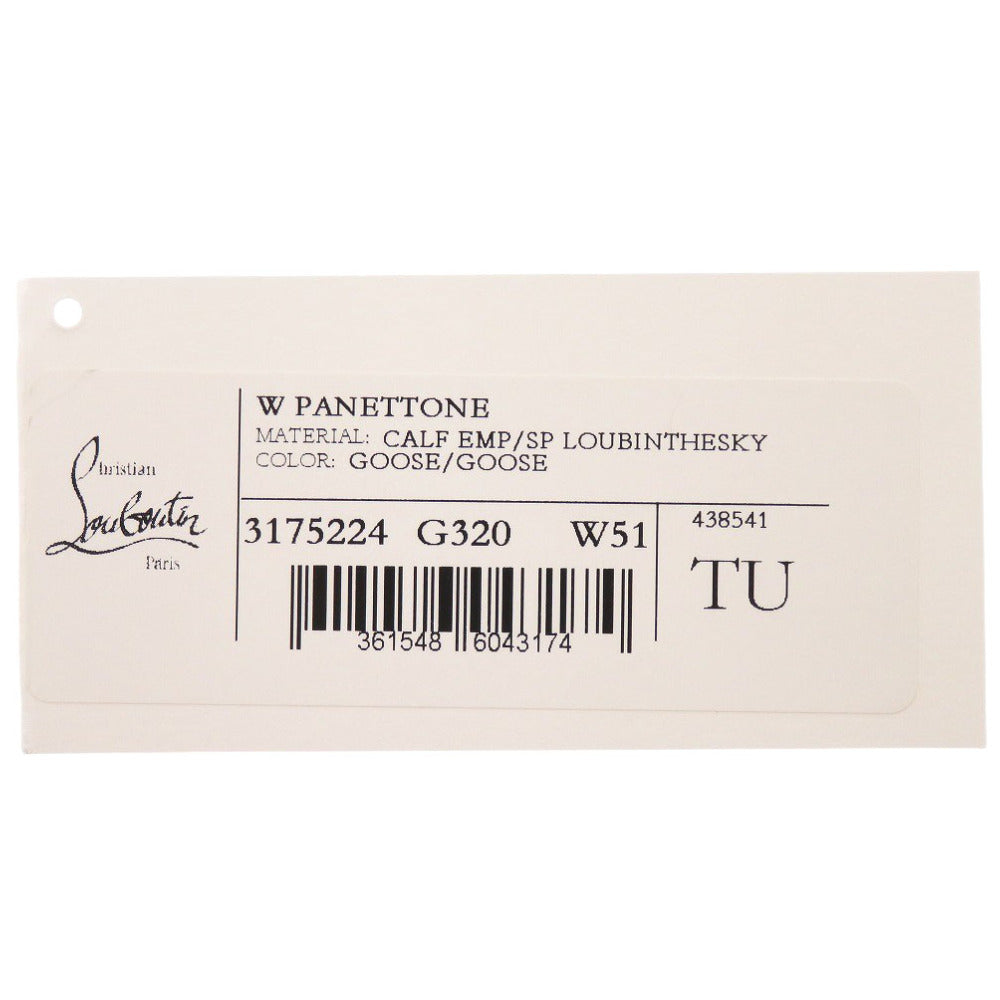 Christian
Louboutin
Paris
W PANETTONE
MATERIAL: CALF EMP/SP LOUBINTHESKY
COLOR: GOOSE/GOOSE
3175224 G320 W51
438541
TU
361548 6043174